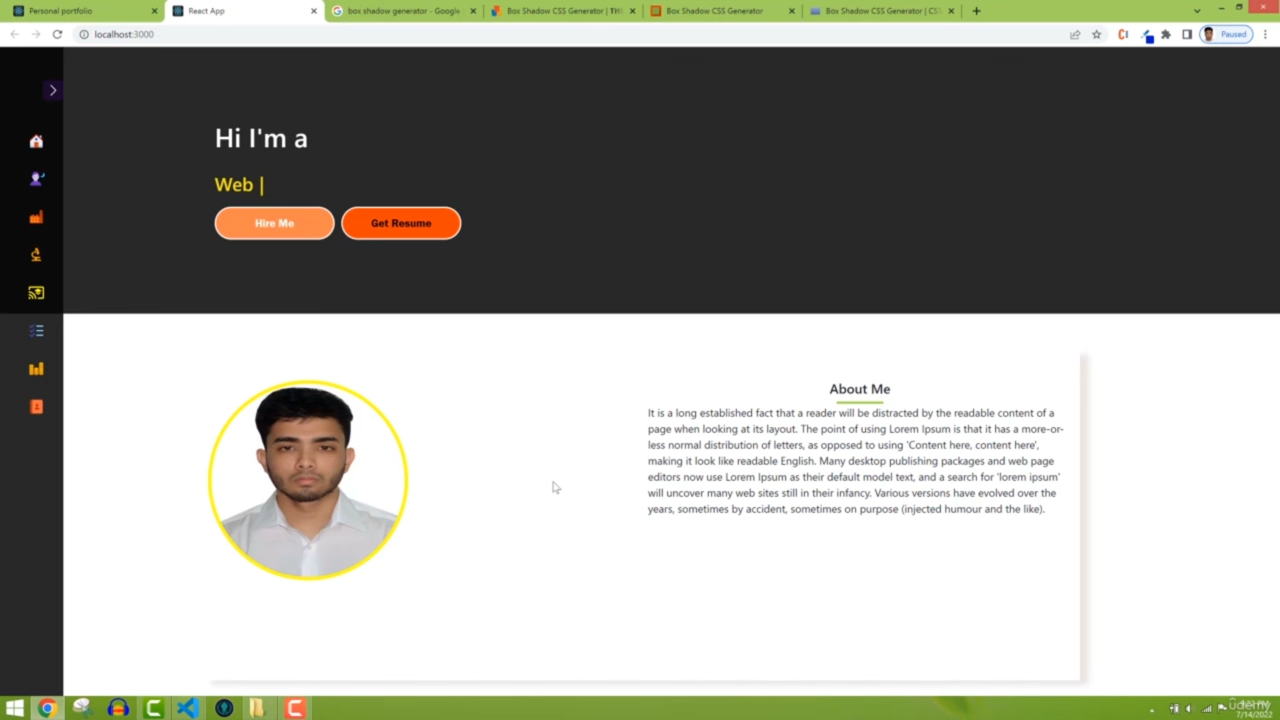 Personal portfolio
React App
box shadow generator - Google
Box Shadow CSS Generator | TH
Box Shadow CSS Generator
Box Shadow CSS Generator | CS
localhost:3000
Paused
Hi I'm a
Web |
Hire Me
Get Resume
About Me
It is a long established fact that a reader will be distracted by the readable content of a
page when looking at its layout. The point of using Lorem Ipsum is that it has a more-or-
less normal distribution of letters, as opposed to using 'Content here, content here',
making it look like readable English. Many desktop publishing packages and web page
editors now use Lorem Ipsum as their default model text, and a search for 'lorem ipsum'
will uncover many web sites still in their infancy. Various versions have evolved over the
years, sometimes by accident, sometimes on purpose (injected humour and the like).
Udemy
7/14/2022